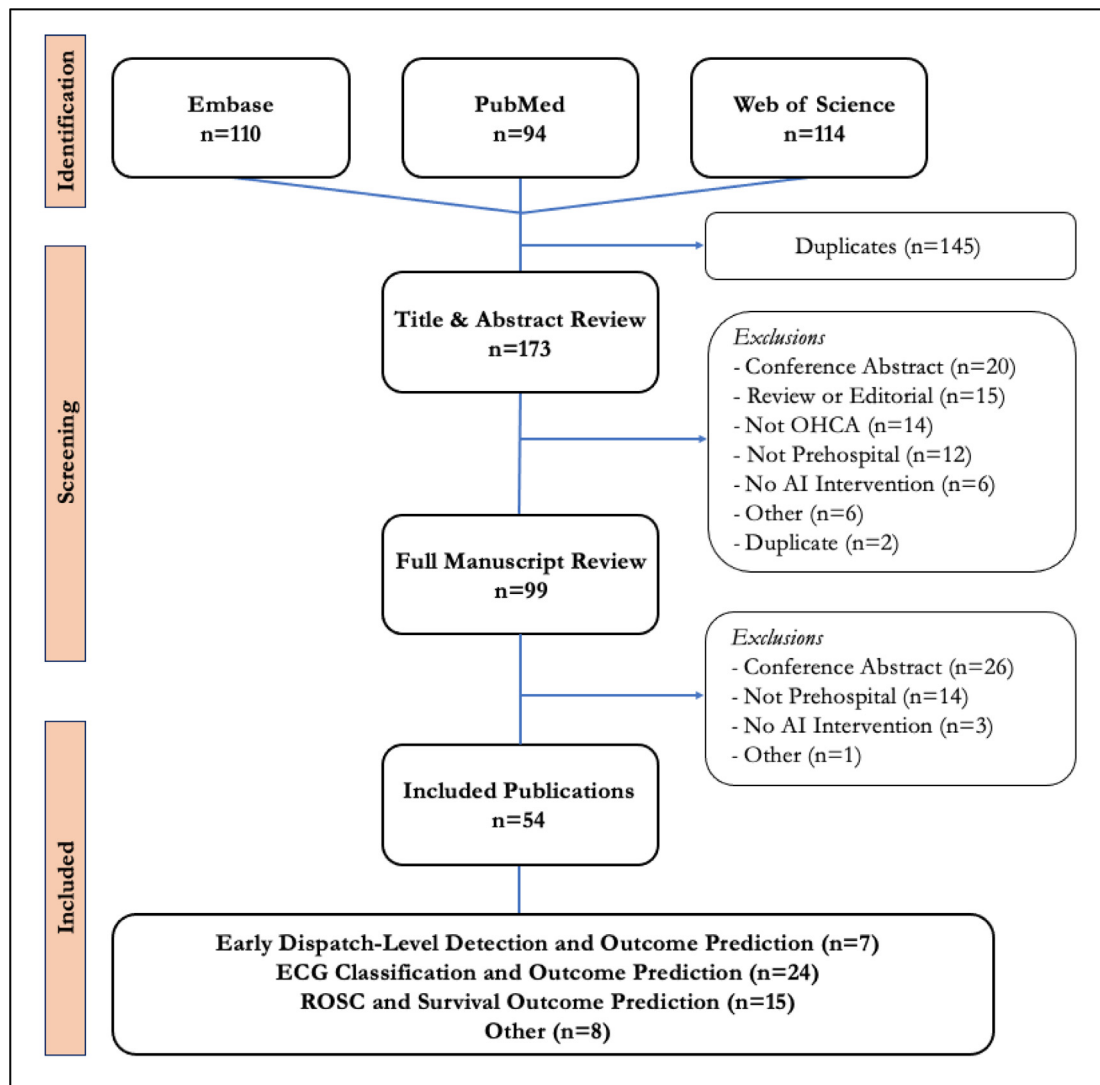 Identification
Embase
n=110
PubMed
n=94
Web of Science
n=114
Duplicates (n=145)
Screening
Title & Abstract Review
n=173
Exclusions
- Conference Abstract (n=20)
- Review or Editorial (n=15)
- Not OHCA (n=14)
- Not Prehospital (n=12)
- No AI Intervention (n=6)
- Other (n=6)
- Duplicate (n=2)
Full Manuscript Review
n=99
Exclusions
- Conference Abstract (n=26)
- Not Prehospital (n=14)
- No AI Intervention (n=3)
- Other (n=1)
Included
Included Publications
n=54
Early Dispatch-Level Detection and Outcome Prediction (n=7)
ECG Classification and Outcome Prediction (n=24)
ROSC and Survival Outcome Prediction (n=15)
Other (n=8)